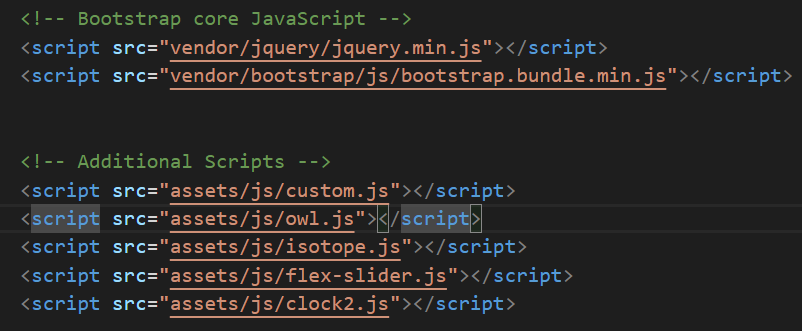 <!-- Bootstrap core JavaScript -->
<script src="vendor/jquery/jquery.min.js"></script>
<script src="vendor/bootstrap/js/bootstrap.bundle.min.js"></script>
<!-- Additional Scripts -->
<script src="assets/js/custom.js"></script>
<script src="assets/js/owl.js"></script>
<script src="assets/js/isotope.js"></script>
<script src="assets/js/flex-slider.js"></script>
<script src="assets/js/clock2.js"></script>